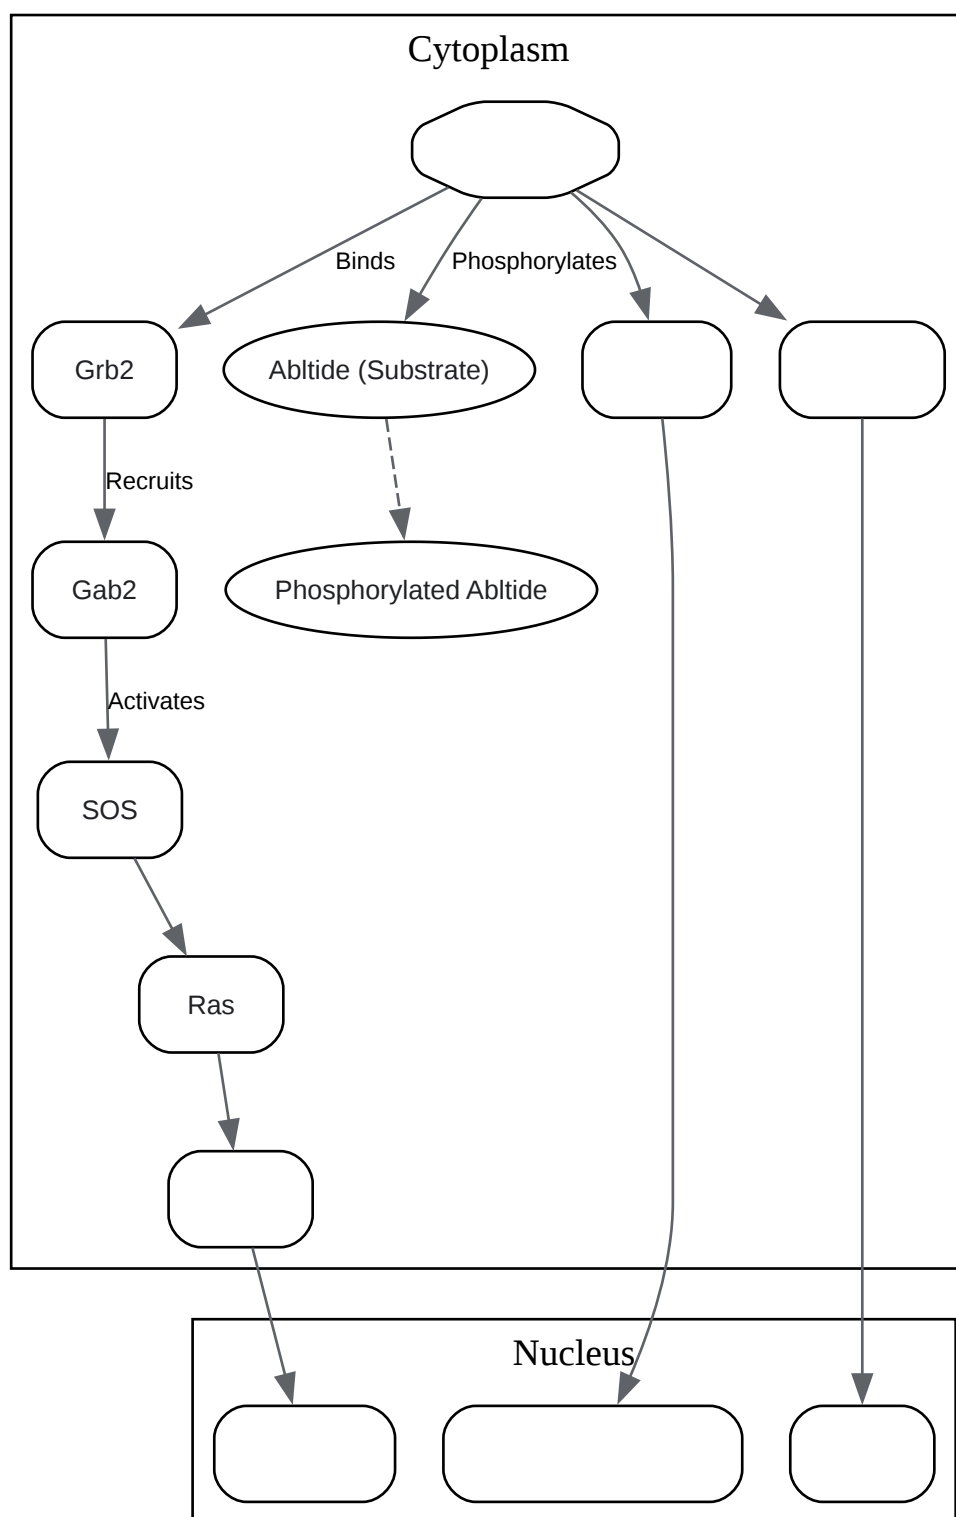 Cytoplasm
Binds
Phosphorylates
Grb2
Abltide (Substrate)
Recruits
Gab2
Phosphorylated Abltide
Activates
SOS
Ras
Nucleus